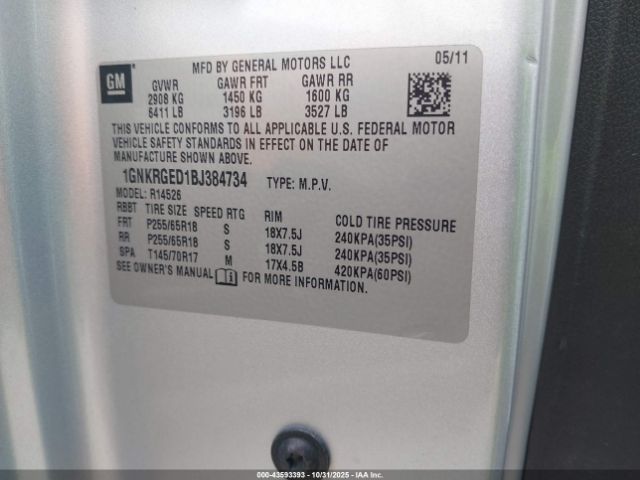 GM
MFD BY GENERAL MOTORS LLC 05/11
GVWR GAWR FRT GAWR RR
2908 KG 1450 KG 1600 KG
6411 LB 3196 LB 3527 LB
THIS VEHICLE CONFORMS TO ALL APPLICABLE U.S. FEDERAL MOTOR
VEHICLE SAFETY STANDARDS IN EFFECT ON THE DATE OF
MANUFACTURE SHOWN ABOVE.
1GNKRGED1BJ384734 TYPE: M.P.V.
MODEL: R14526
RBBT TIRE SIZE SPEED RTG RIM COLD TIRE PRESSURE
FRT P255/65R18 S 18X7.5J 240KPA(35PSI)
RR P255/65R18 S 18X7.5J 240KPA(35PSI)
SPA T145/70R17 M 17X4.5B 420KPA(60PSI)
SEE OWNER'S MANUAL FOR MORE INFORMATION.
000-43593393 - 10/31/2025 - IAAI.COM